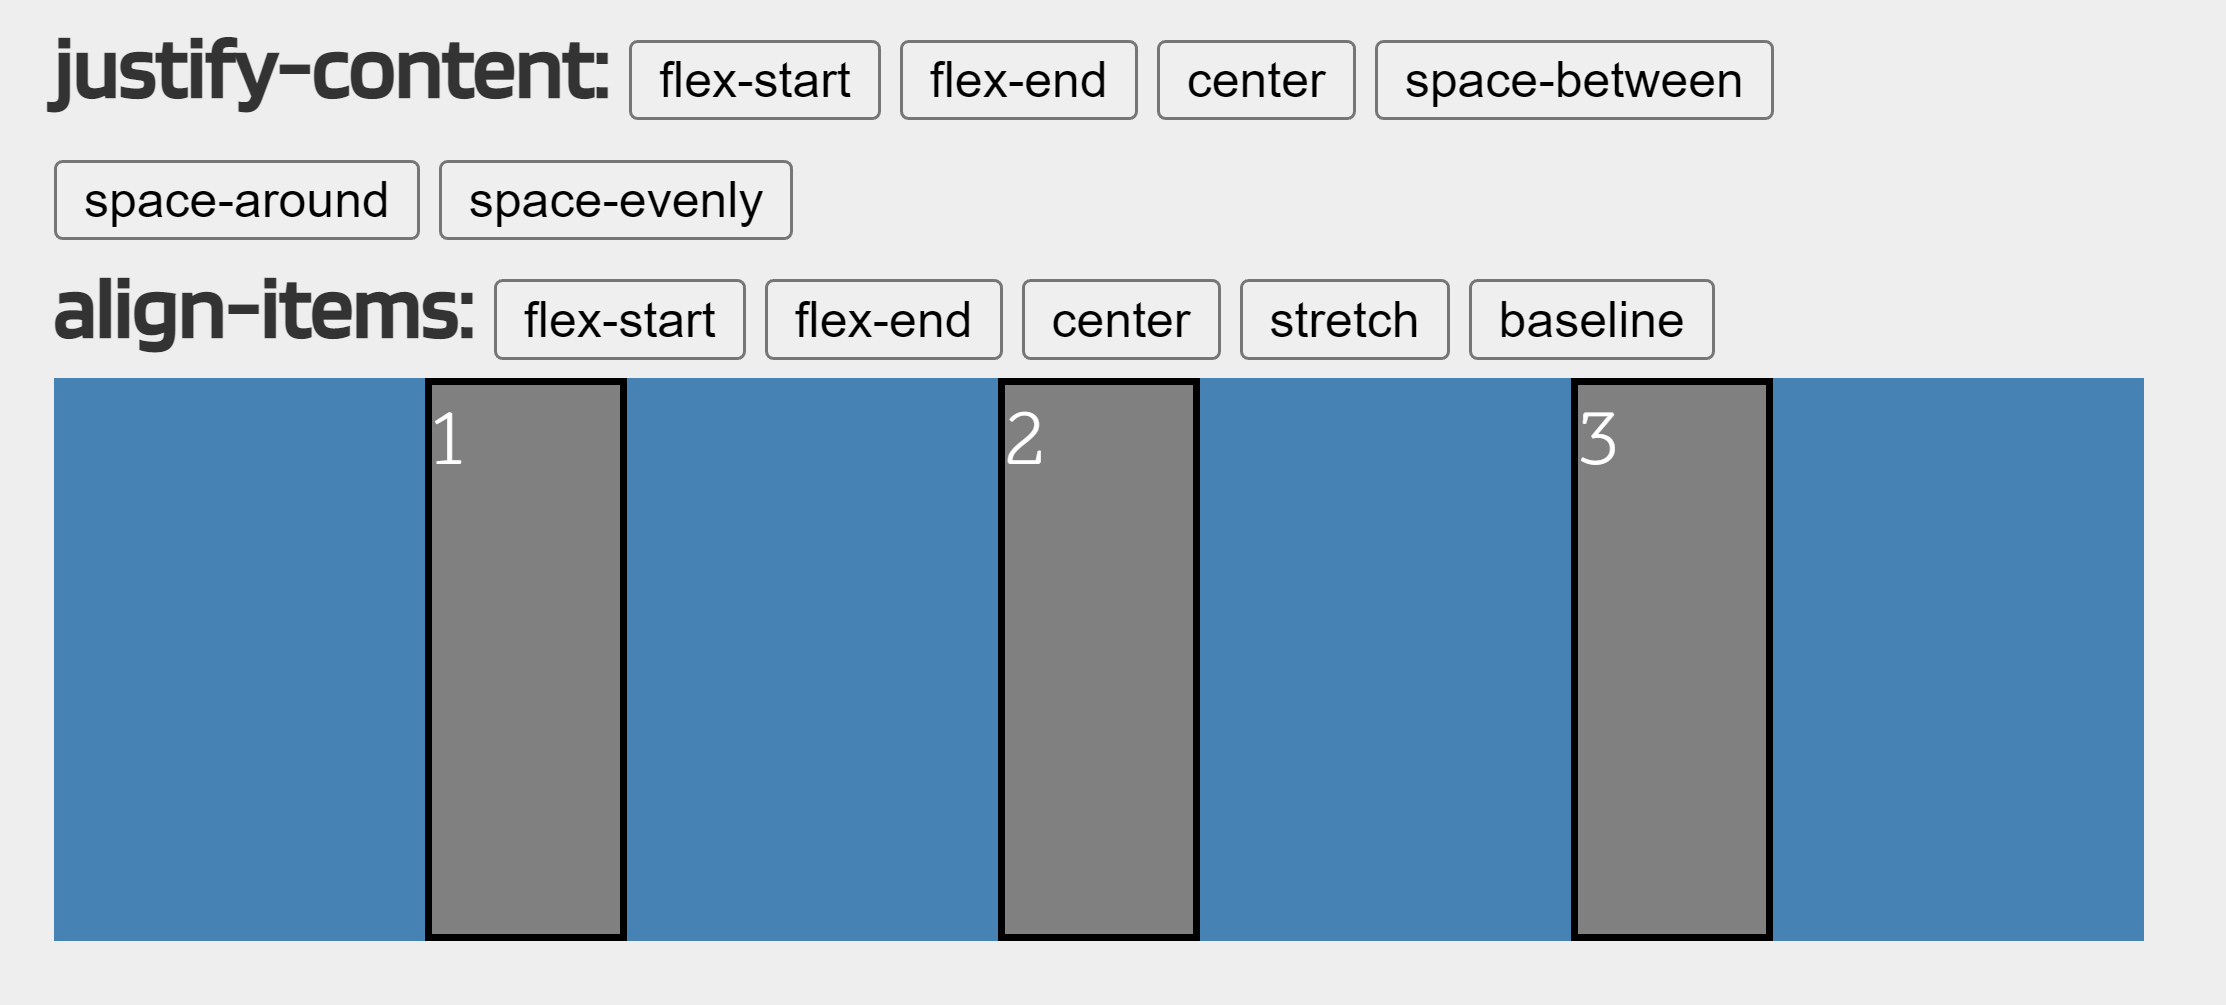 justify-content: flex-start flex-end center space-between
space-around space-evenly
align-items: flex-start flex-end center stretch baseline
1 2 3